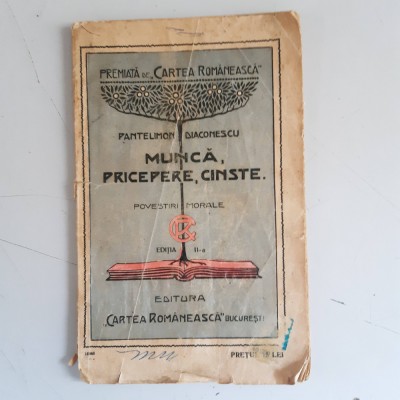 PREMIATĂ DE „CARTEA ROMÂNEASCĂ”
PANTELIMON DIACONESCU
MUNCĂ,
PRICEPERE, CINSTE.
POVESTIRI MORALE
EDIȚIA II-a
EDITURA
„CARTEA ROMÂNEASCĂ” BUCUREȘTI
PREȚUL LEI